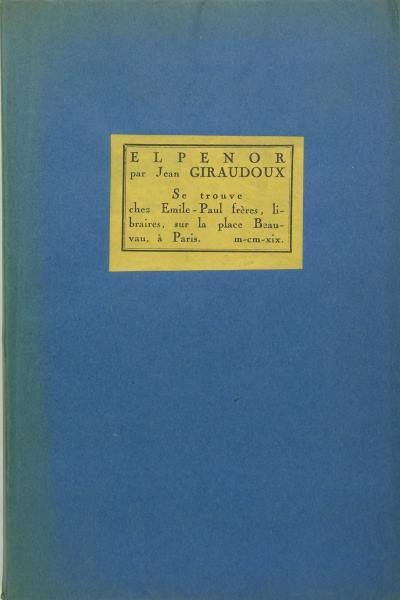 ELPENOR
par Jean GIRAUDOUX
Se trouve
chez Emile-Paul frères, li-
braires, sur la place Beau-
vau, à Paris. m-cm-xix.